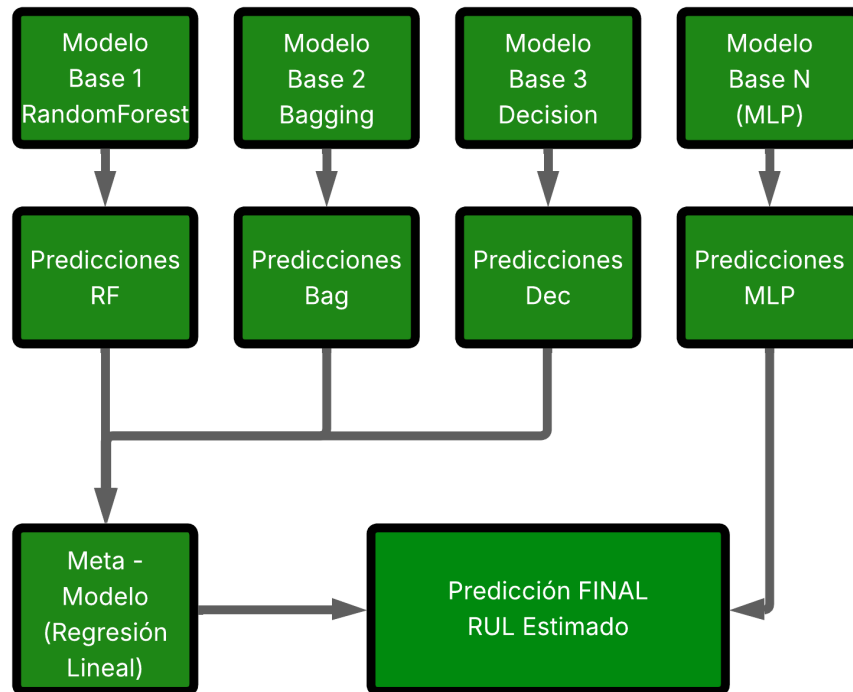 Modelo
Base 1
RandomForest
Modelo
Base 2
Bagging
Modelo
Base 3
Decision
Modelo
Base N
(MLP)
Predicciones
RF
Predicciones
Bag
Predicciones
Dec
Predicciones
MLP
Meta -
Modelo
(Regresión
Lineal)
Predicción FINAL
RUL Estimado